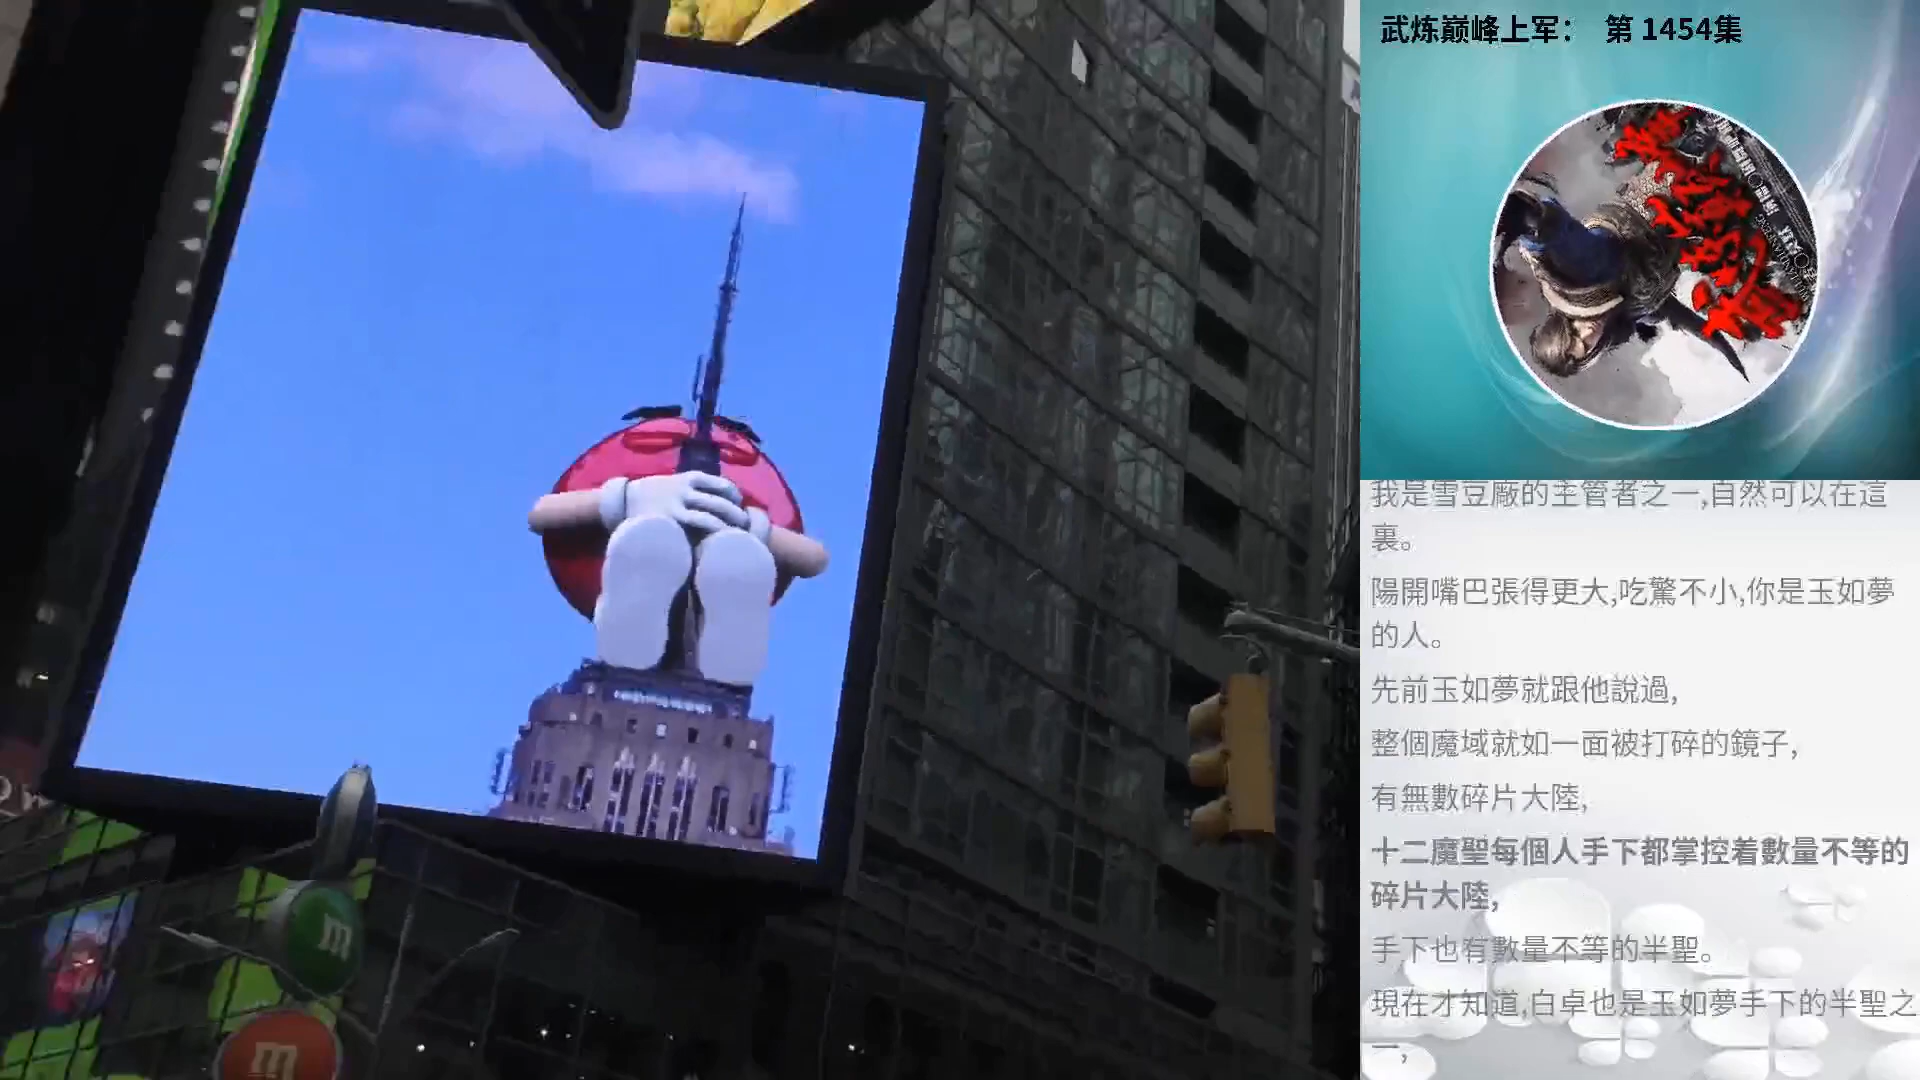 武炼巅峰上军： 第 1454集
我是雪豆廠的主管者之一,自然可以在這
裏。
陽開嘴巴張得更大,吃驚不小,你是玉如夢
的人。
先前玉如夢就跟他說過,
整個魔域就如一面被打碎的鏡子,
有無數碎片大陸,
十二魔聖每個人手下都掌控着數量不等的
碎片大陸,
手下也有數量不等的半聖。
現在才知道,白卓也是玉如夢手下的半聖之
一,
m
m